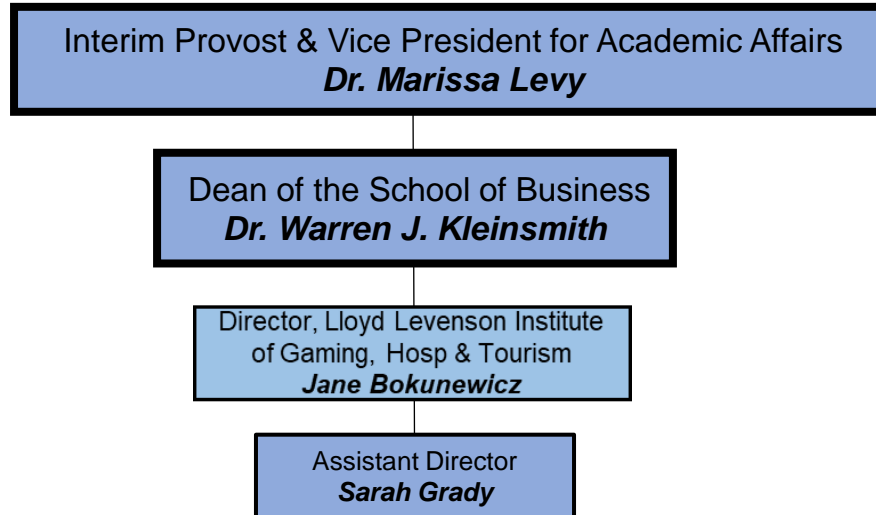 Interim Provost & Vice President for Academic Affairs
Dr. Marissa Levy
Dean of the School of Business
Dr. Warren J. Kleinsmith
Director, Lloyd Levenson Institute
of Gaming, Hosp & Tourism
Jane Bokunewicz
Assistant Director
Sarah Grady